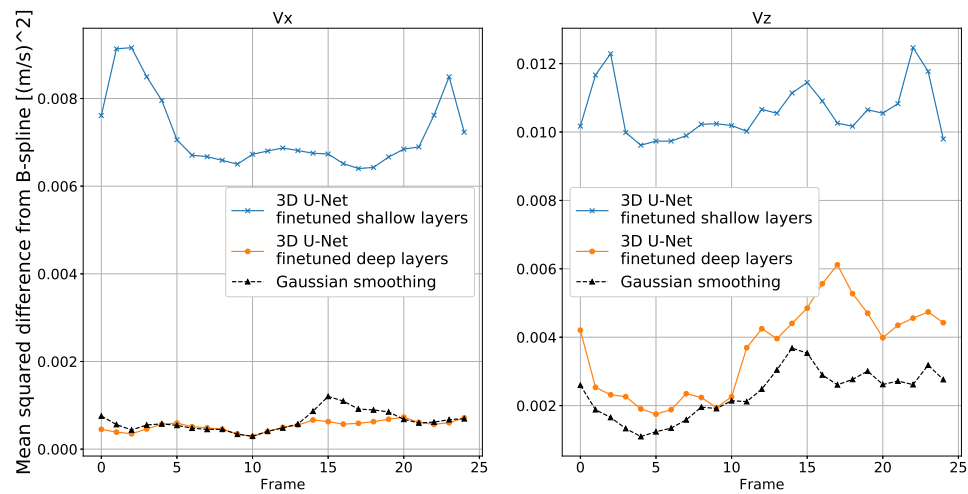 Vx
Vz
Mean squared difference from B-spline [(m/s)^2]
0.008
0.006
0.004
0.002
0.000
0 5 10 15 20 25
Frame
3D U-Net
finetuned shallow layers
3D U-Net
finetuned deep layers
Gaussian smoothing
0.012
0.010
0.008
0.006
0.004
0.002
0 5 10 15 20 25
Frame
3D U-Net
finetuned shallow layers
3D U-Net
finetuned deep layers
Gaussian smoothing